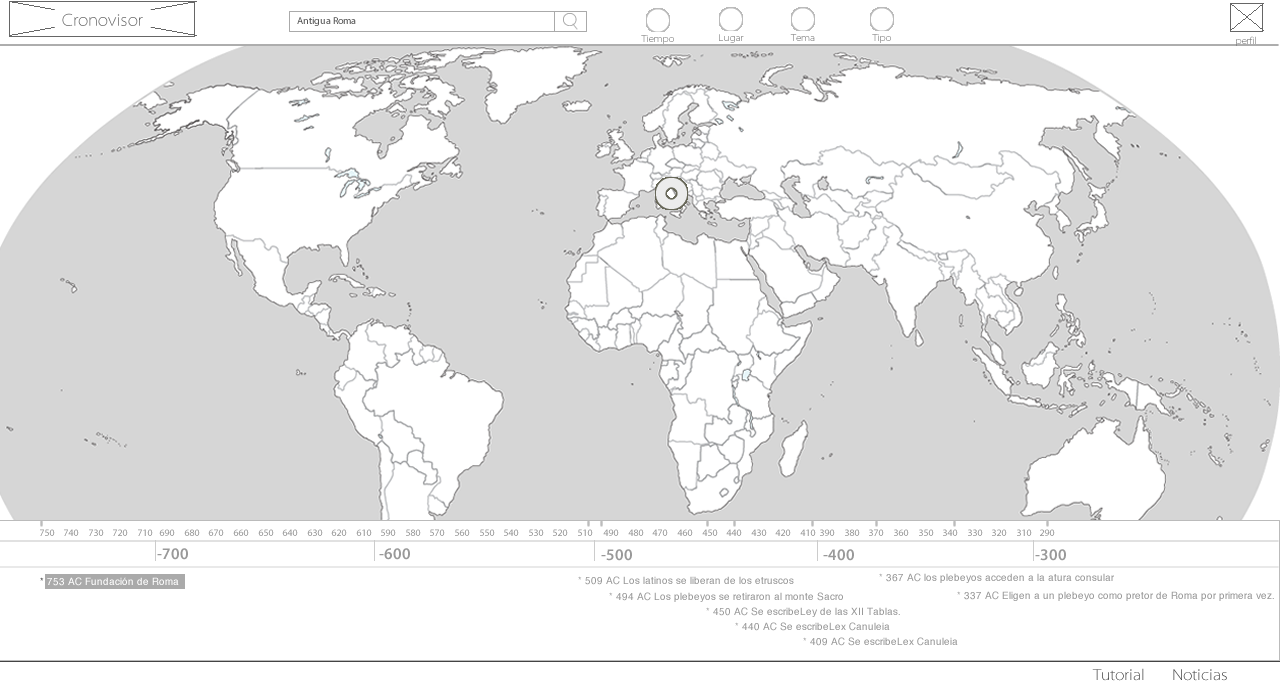 Cronovisor
Antigua Roma
Tiempo Lugar Tema Tipo
perfil
750 740 730 720 710 690 680 670 660 650 640 630 620 610 590 580 570 560 550 540 530 520 510 490 480 470 460 450 440 430 420 410 390 380 370 360 350 340 330 320 310 290
-700 -600 -500 -400 -300
* 753 AC Fundación de Roma
* 509 AC Los latinos se liberan de los etruscos
* 367 AC los plebeyos acceden a la atura consular
* 494 AC Los plebeyos se retiraron al monte Sacro
* 337 AC Eligen a un plebeyo como pretor de Roma por primera vez.
* 450 AC Se escribeLey de las XII Tablas.
* 440 AC Se escribeLex Canuleia
* 409 AC Se escribeLex Canuleia
Tutorial Noticias